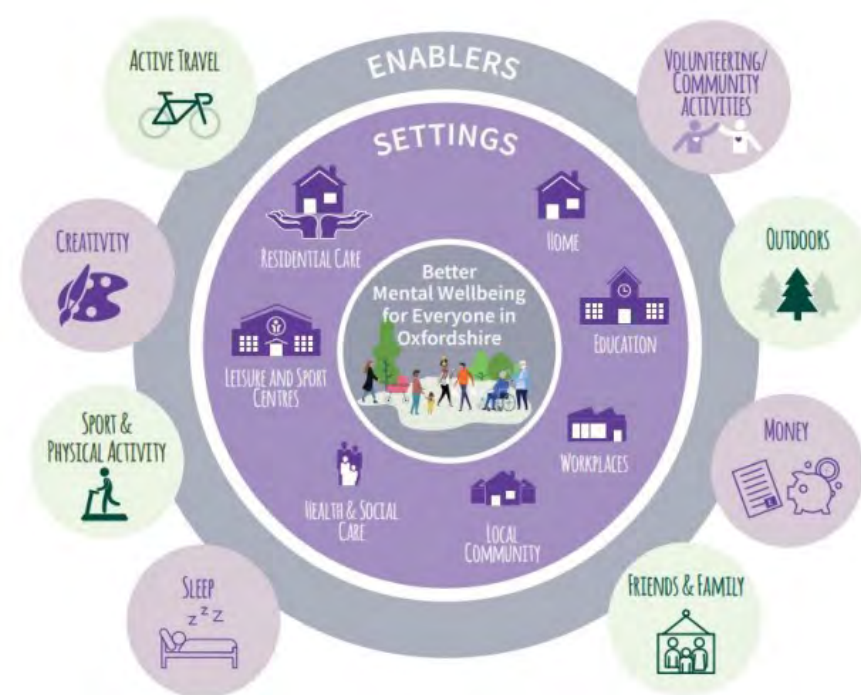 ENABLERS
SETTINGS
ACTIVE TRAVEL
VOLUNTEERING/
COMMUNITY
ACTIVITIES
CREATIVITY
OUTDOORS
SPORT &
PHYSICAL ACTIVITY
MONEY
SLEEP
zzz
FRIENDS & FAMILY
RESIDENTIAL CARE
HOME
LEISURE AND SPORT
CENTRES
EDUCATION
HEALTH & SOCIAL
CARE
WORKPLACES
LOCAL
COMMUNITY
Better
Mental Wellbeing
for Everyone in
Oxfordshire